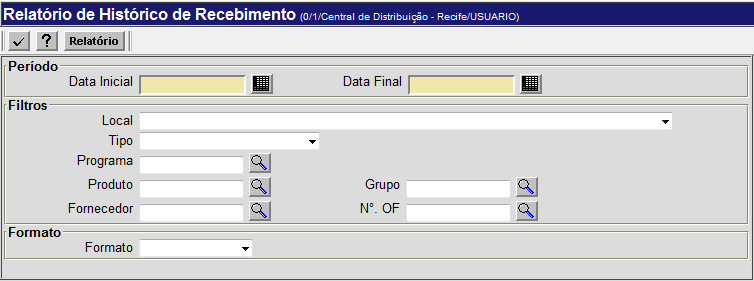 Relatório de Histórico de Recebimento (0/1/Central de Distribuição - Recife/USUARIO)
? Relatório
Período
Data Inicial Data Final
Filtros
Local
Tipo
Programa
Produto Grupo
Fornecedor N°. OF
Formato
Formato